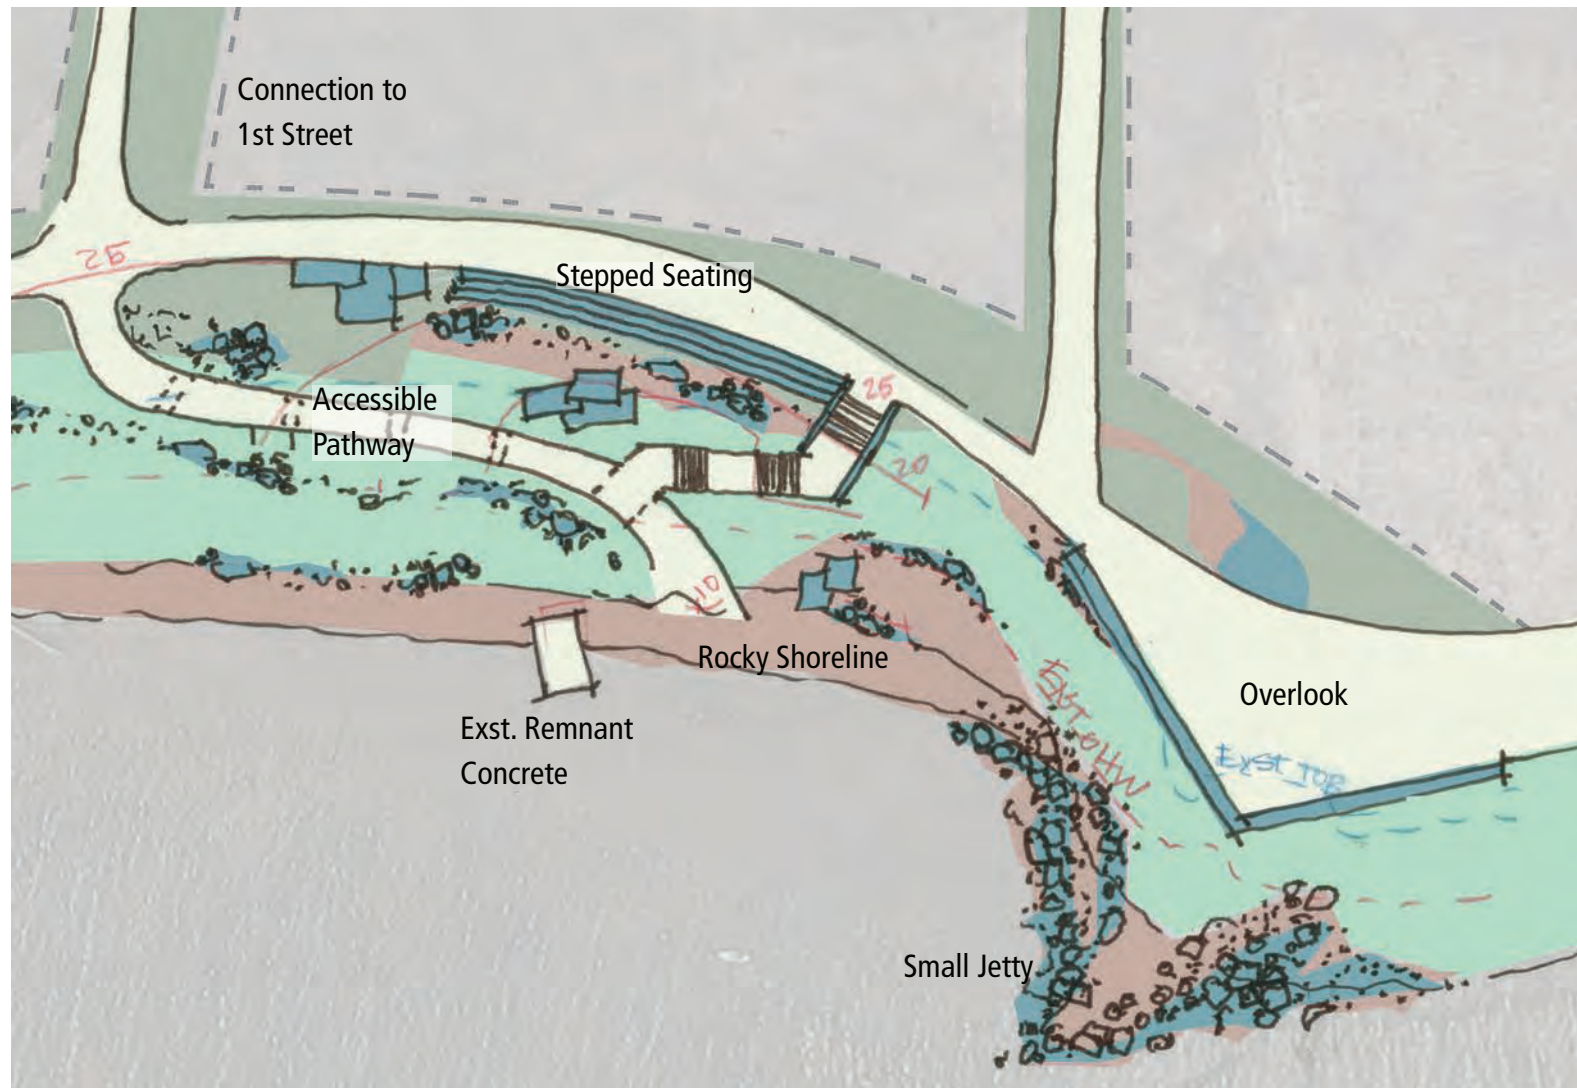 Connection to
1st Street
25
Stepped Seating
25
Accessible
Pathway
20
x10
Rocky Shoreline
EXST OHW
Overlook
Exst. Remnant
Concrete
EXST TOB
Small Jetty